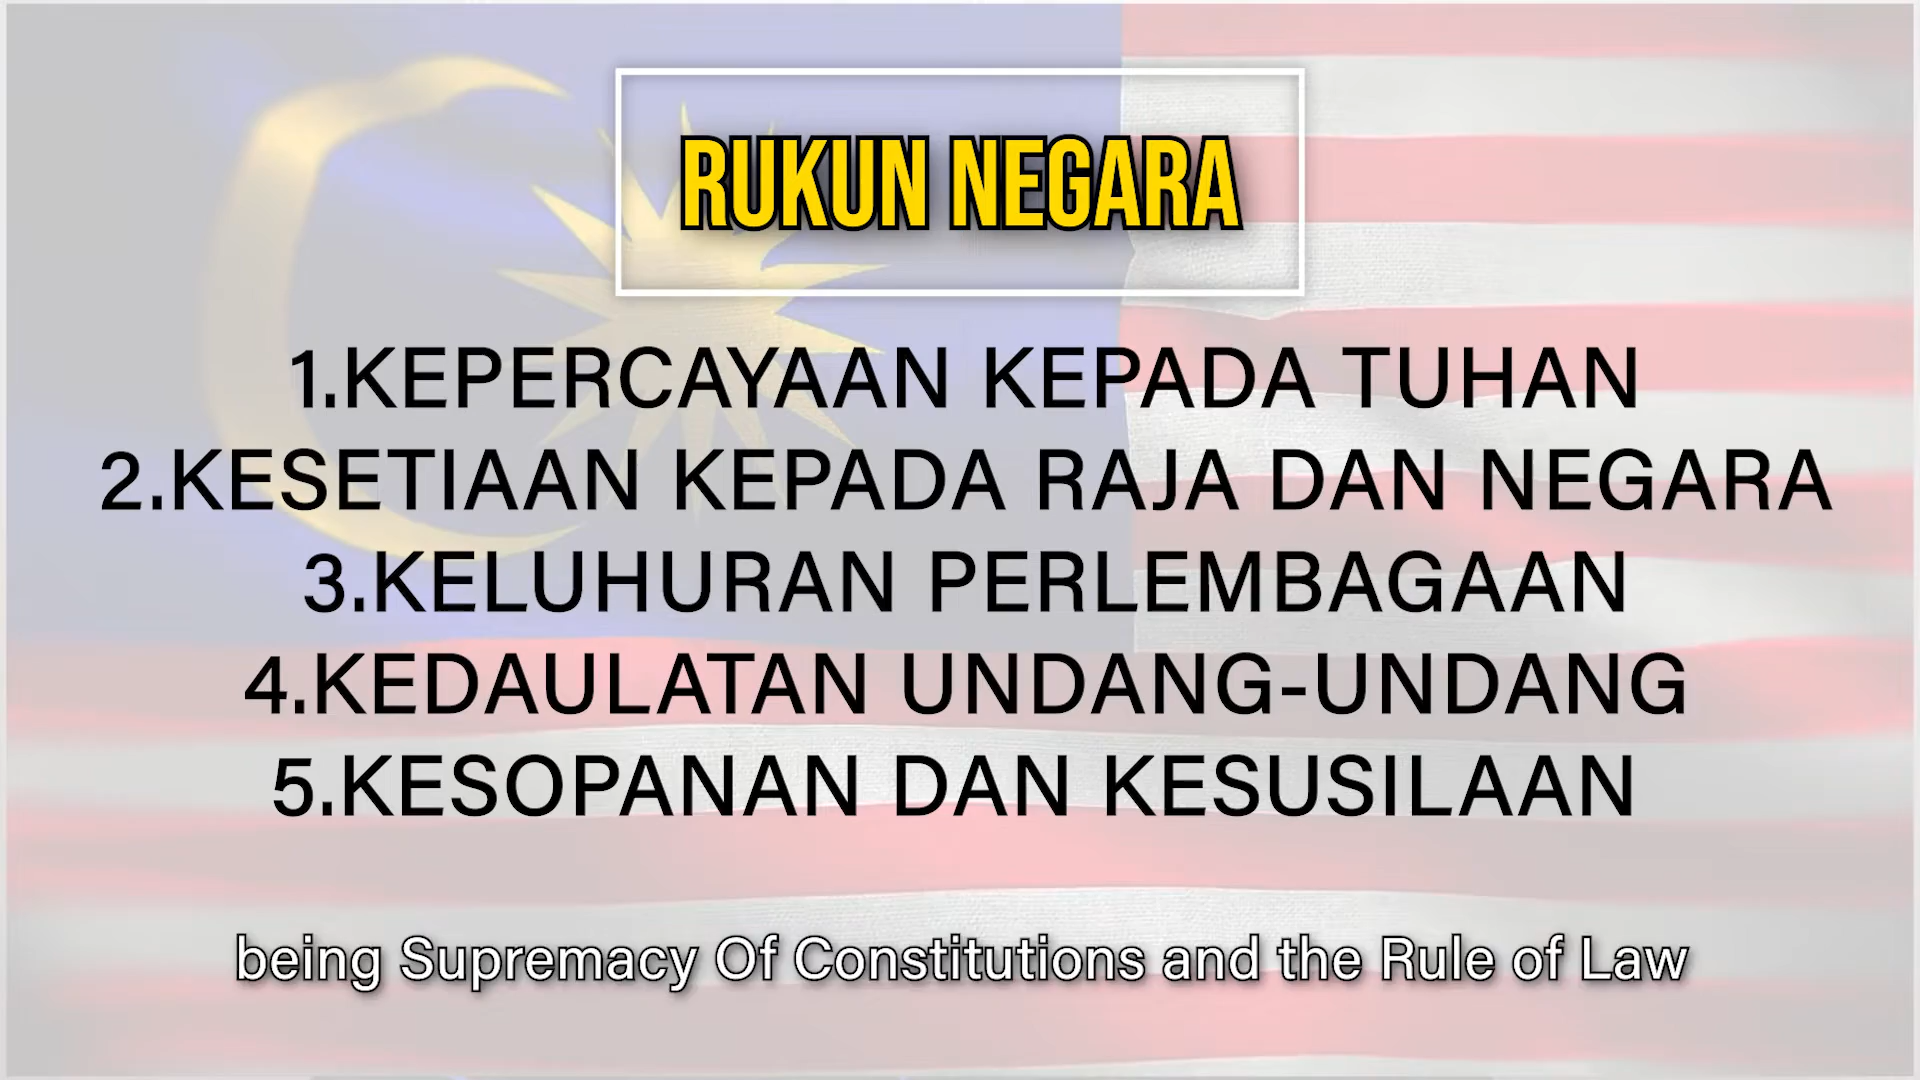 RUKUN NEGARA
1.KEPERCAYAAN KEPADA TUHAN
2.KESETIAAN KEPADA RAJA DAN NEGARA
3.KELUHURAN PERLEMBAGAAN
4.KEDAULATAN UNDANG-UNDANG
5.KESOPANAN DAN KESUSILAAN
being Supremacy Of Constitutions and the Rule of Law